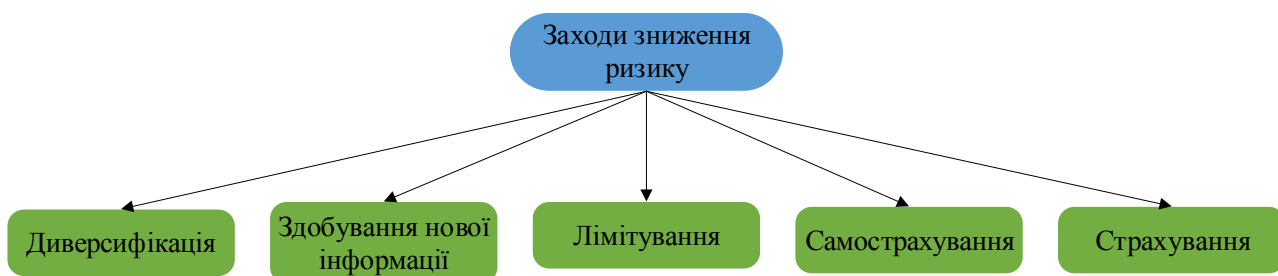 Заходи зниження
ризику
Диверсифікація
Здобування нової
інформації
Лімітування
Самострахування
Страхування